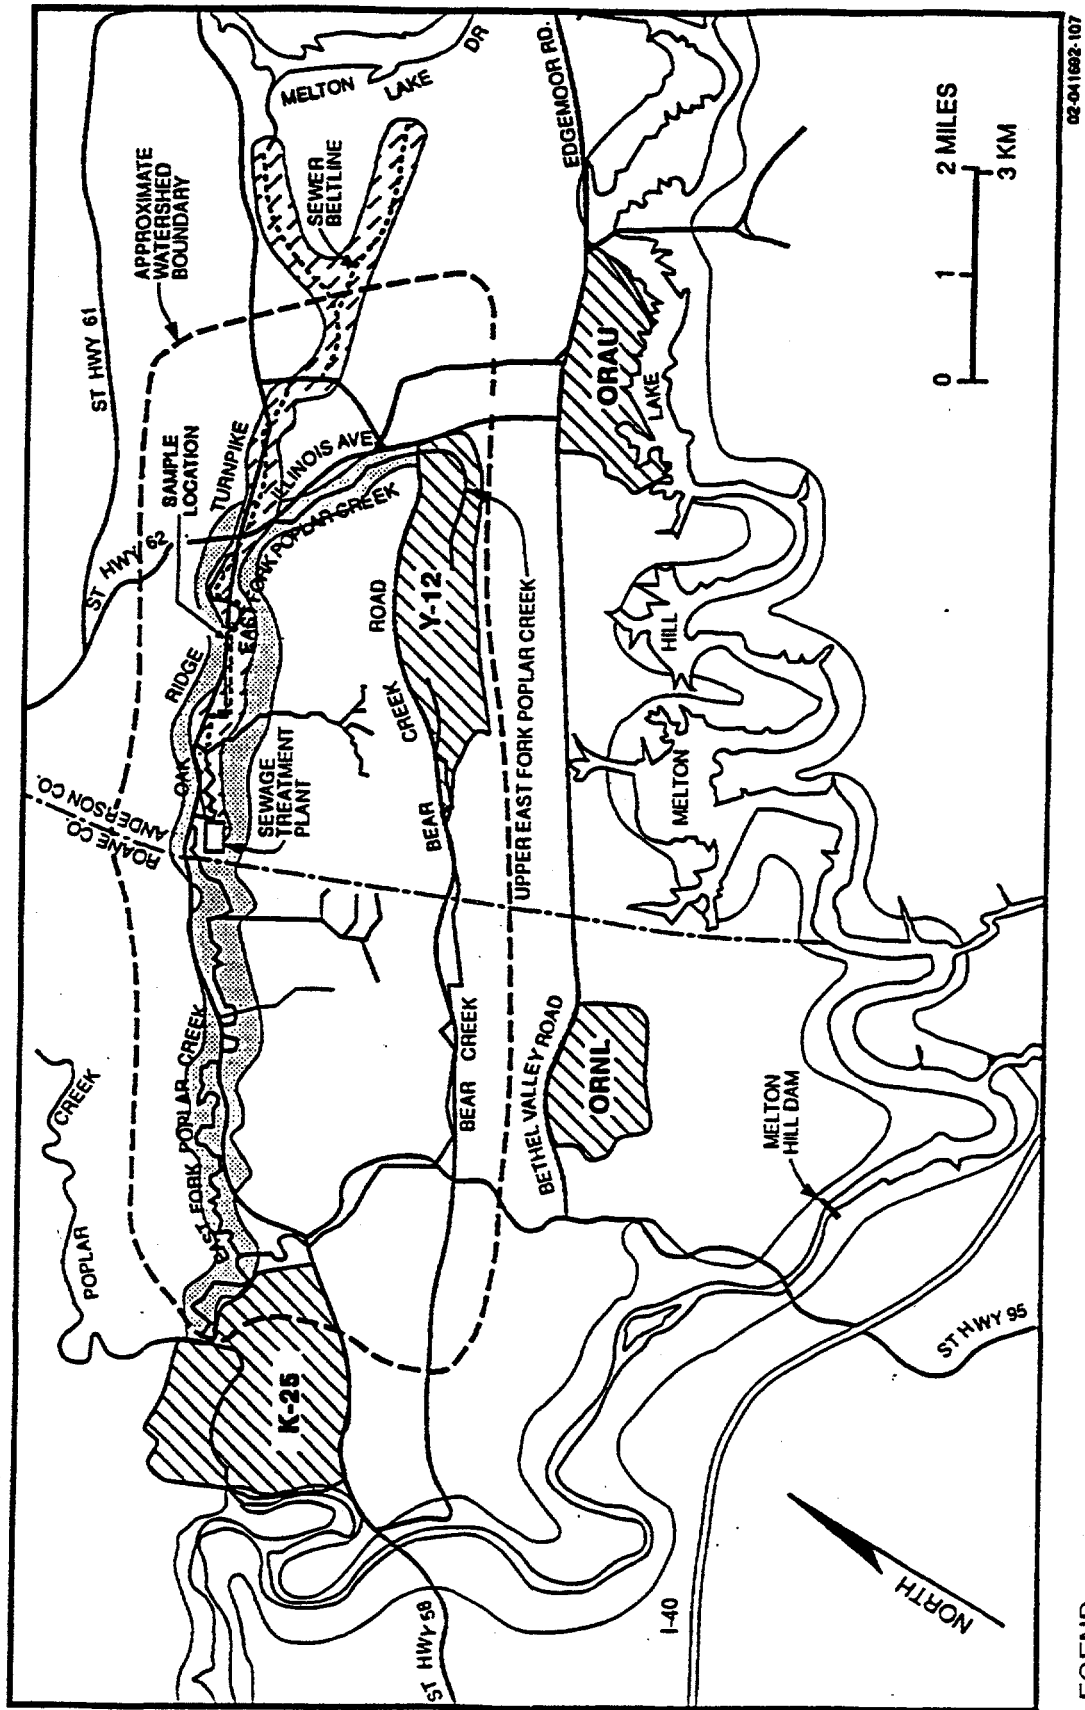 APPROXIMATE
WATERSHED
BOUNDARY
ST HWY 61
MELTON
LAKE
DR
SEWER
BELTLINE
SAMPLE
LOCATION
ST HWY 62
TURNPIKE
RIDGE
OAK
ILLINOIS AVE
EAST FORK POPLAR CREEK
ANDERSON CO.
ROANE CO.
SEWAGE
TREATMENT
PLANT
EDGEMOOR RD.
CREEK
POPLAR
EAST FORK POPLAR CREEK
K-25
BEAR
CREEK
ROAD
Y-12
BEAR CREEK
UPPER EAST FORK POPLAR CREEK
BETHEL VALLEY ROAD
ORNL
ORAU
MELTON
HILL
LAKE
MELTON
HILL DAM
ST HWY 58
I-40
ST HWY 95
NORTH
0
1
2 MILES
3 KM
02-041692-107